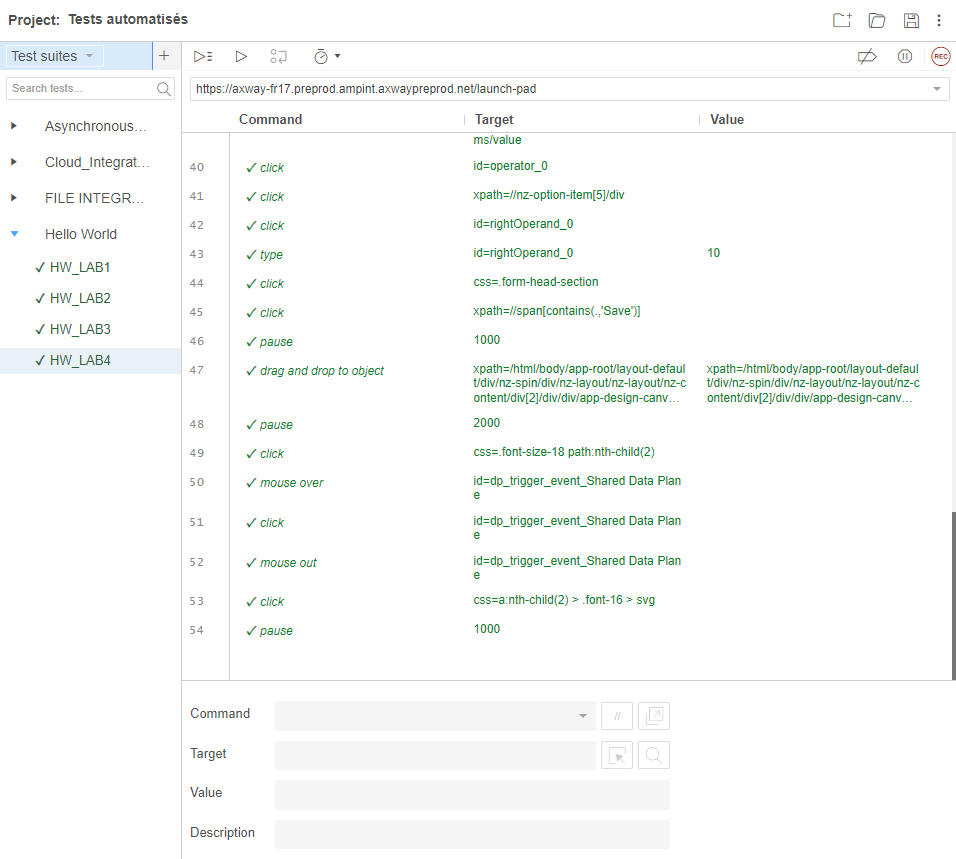 Project: Tests automatisés
Test suites
+
Search tests...
REC
https://axway-fr17.preprod.ampint.axwaypreprod.net/launch-pad
Command Target Value
Asynchronous…
Cloud_Integrat…
FILE INTEGR…
Hello World
✓ HW_LAB1
✓ HW_LAB2
✓ HW_LAB3
✓ HW_LAB4
ms/value
40 ✓ click id=operator_0
41 ✓ click xpath=//nz-option-item[5]/div
42 ✓ click id=rightOperand_0
43 ✓ type id=rightOperand_0 10
44 ✓ click css=.form-head-section
45 ✓ click xpath=//span[contains(.,'Save')]
46 ✓ pause 1000
47 ✓ drag and drop to object xpath=/html/body/app-root/layout-defaul xpath=/html/body/app-root/layout-defaul
t/div/nz-spin/div/nz-layout/nz-layout/nz-c t/div/nz-spin/div/nz-layout/nz-layout/nz-c
ontent/div[2]/div/div/app-design-canv… ontent/div[2]/div/div/app-design-canv…
48 ✓ pause 2000
49 ✓ click css=.font-size-18 path:nth-child(2)
50 ✓ mouse over id=dp_trigger_event_Shared Data Plan
e
51 ✓ click id=dp_trigger_event_Shared Data Plan
e
52 ✓ mouse out id=dp_trigger_event_Shared Data Plan
e
53 ✓ click css=a:nth-child(2) > .font-16 > svg
54 ✓ pause 1000
Command //
Target
Value
Description